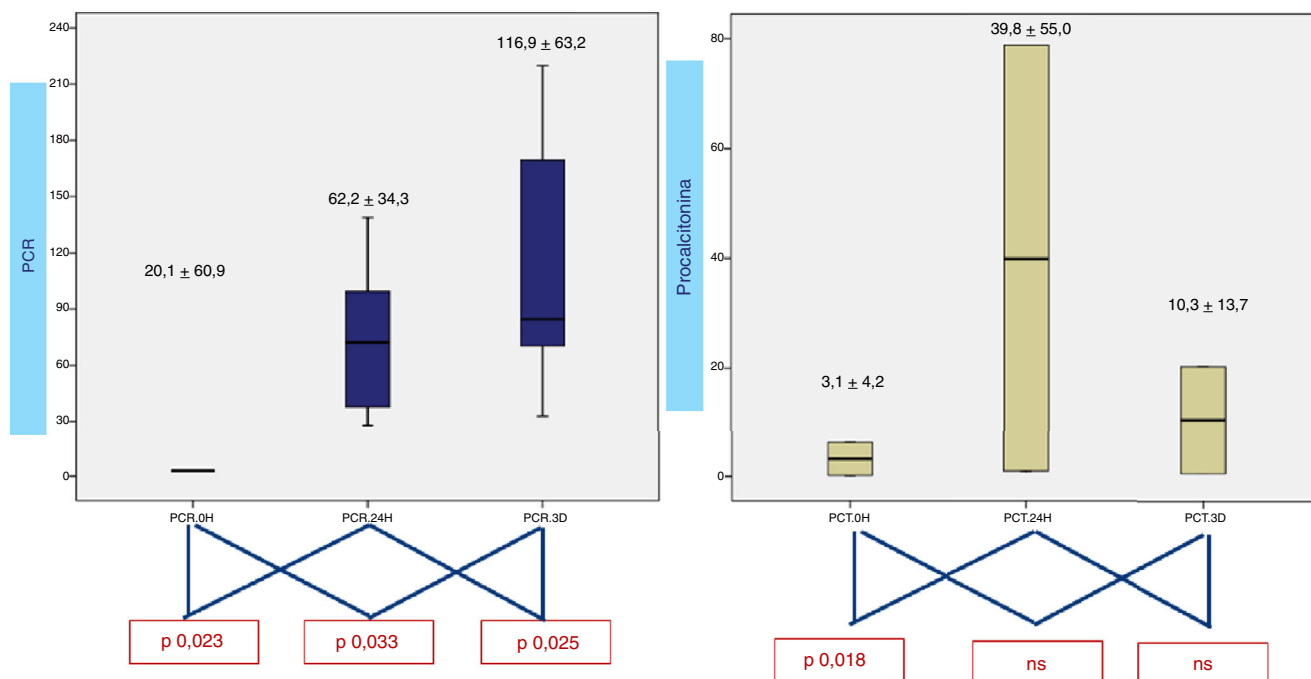 PCR
240
210
180
150
120
90
60
30
0
20,1 ± 60,9
62,2 ± 34,3
116,9 ± 63,2
PCR.0H PCR.24H PCR.3D
p 0,023 p 0,033 p 0,025
Procalcitonina
80
60
40
20
0
3,1 ± 4,2
39,8 ± 55,0
10,3 ± 13,7
PCT.0H PCT.24H PCT.3D
p 0,018 ns ns